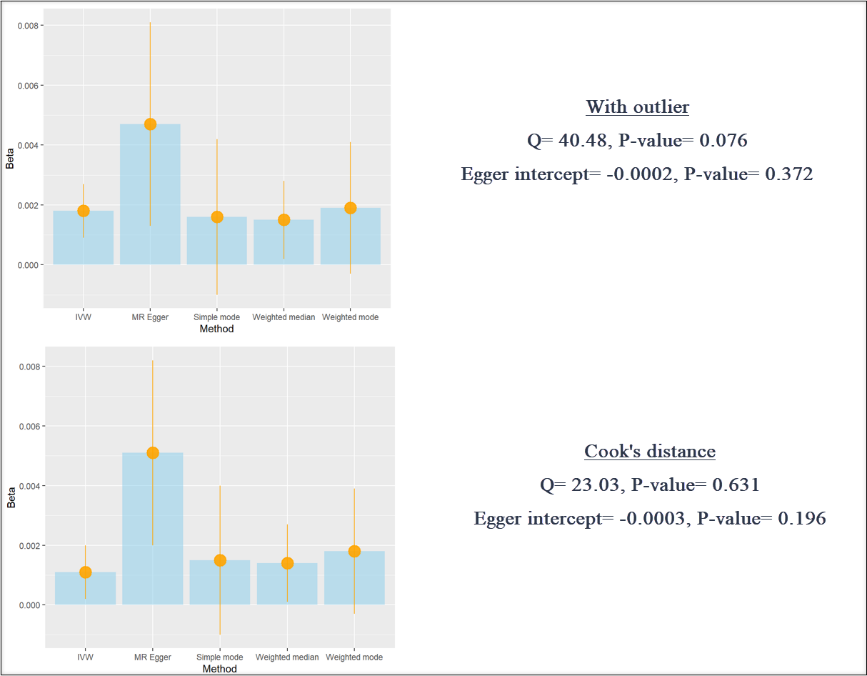 0.008
0.006
0.004
0.002
0.000
Beta
IVW MR Egger Simple mode Weighted median Weighted mode
Method
With outlier
Q= 40.48, P-value= 0.076
Egger intercept= -0.0002, P-value= 0.372
0.008
0.006
0.004
0.002
0.000
Beta
IVW MR Egger Simple mode Weighted median Weighted mode
Method
Cook's distance
Q= 23.03, P-value= 0.631
Egger intercept= -0.0003, P-value= 0.196